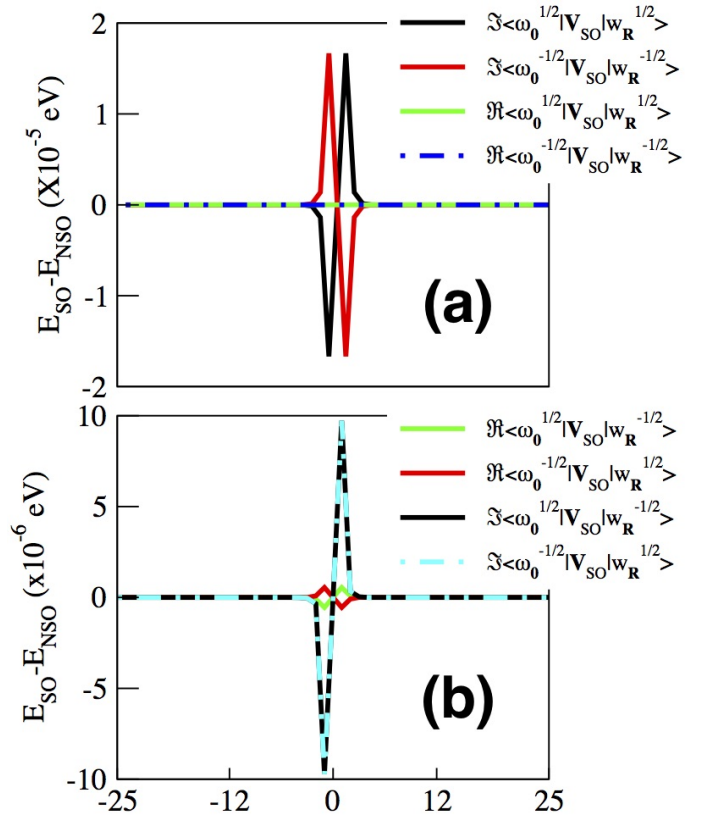 2
1
0
-1
-2
E_SO-E_NSO (X10^-5 eV)
ℑ<ω_0^1/2|V_SO|w_R^1/2>
ℑ<ω_0^-1/2|V_SO|w_R^-1/2>
ℜ<ω_0^1/2|V_SO|w_R^1/2>
ℜ<ω_0^-1/2|V_SO|w_R^-1/2>
(a)
10
5
0
-5
-10
E_SO-E_NSO (x10^-6 eV)
ℜ<ω_0^1/2|V_SO|w_R^-1/2>
ℜ<ω_0^-1/2|V_SO|w_R^1/2>
ℑ<ω_0^1/2|V_SO|w_R^-1/2>
ℑ<ω_0^-1/2|V_SO|w_R^1/2>
(b)
-25 -12 0 12 25